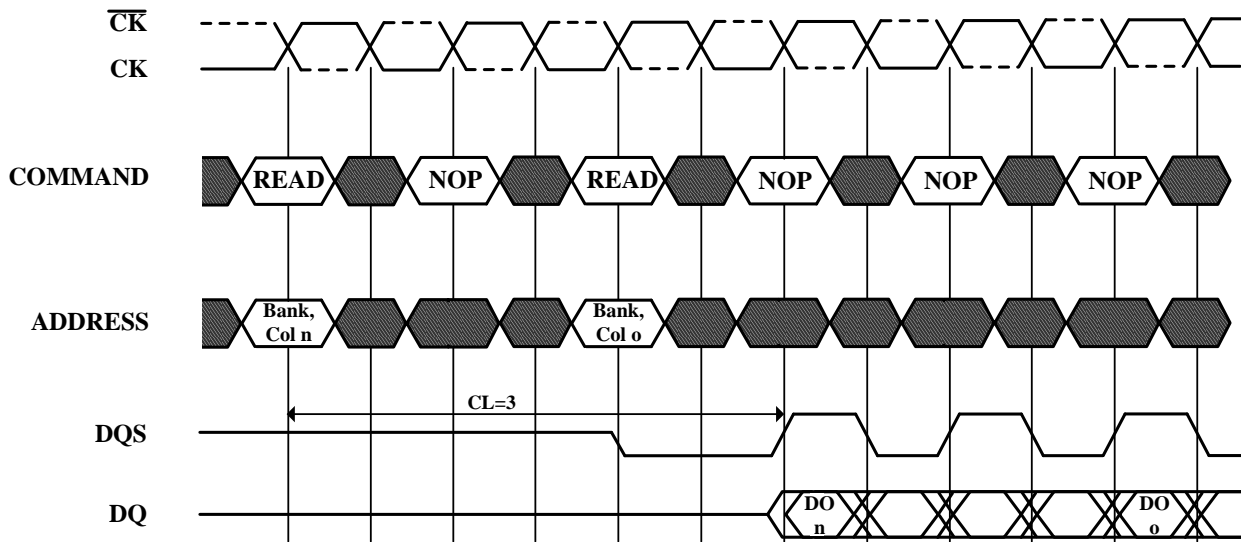 C̅K̅
CK
COMMAND
READ
NOP
READ
NOP
NOP
NOP
ADDRESS
Bank,
Col n
Bank,
Col o
CL=3
DQS
DQ
DO
n
DO
o